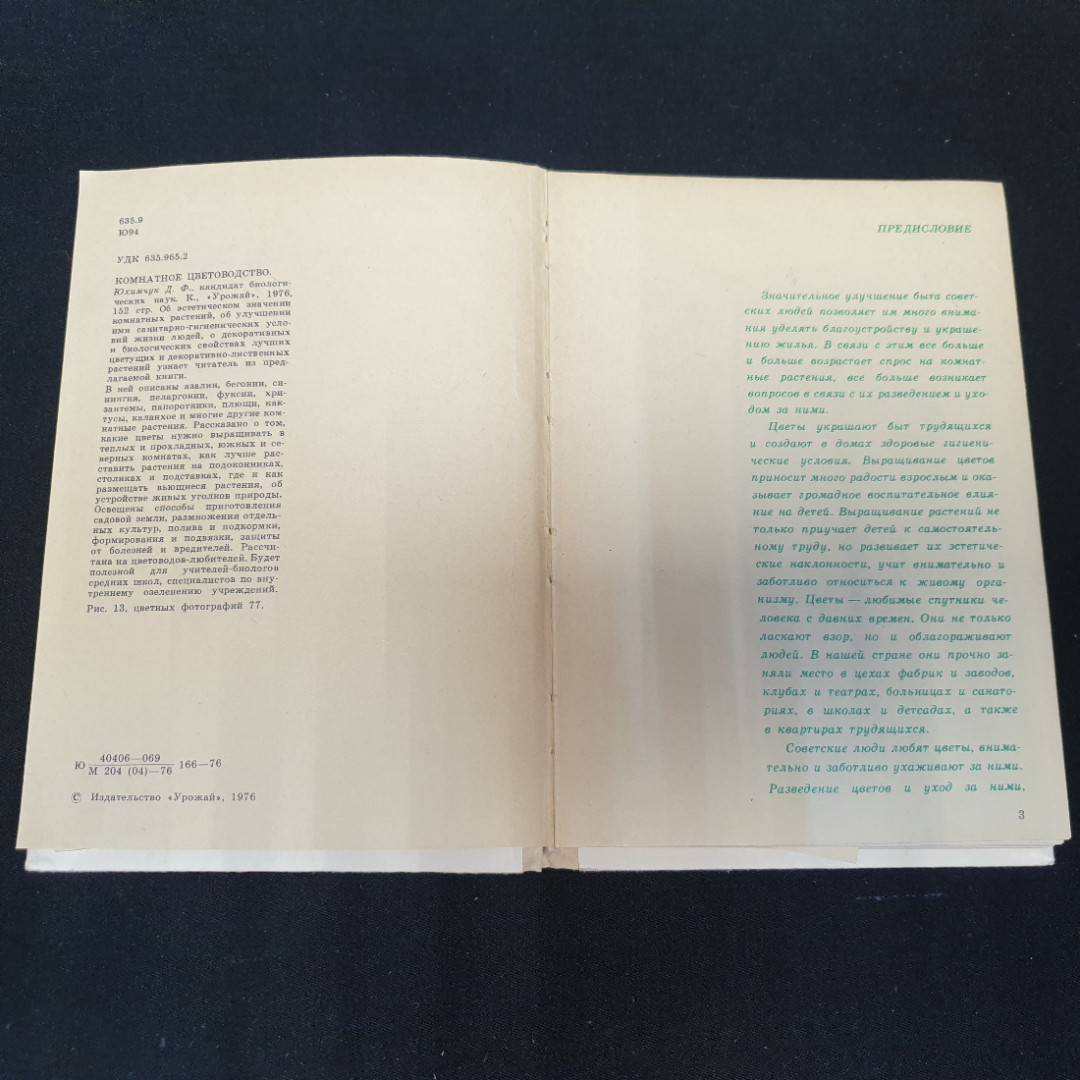 635.9
Ю94
УДК 635.965.2
КОМНАТНОЕ ЦВЕТОВОДСТВО.
Юхимчук Д. Ф., кандидат биологи-
ческих наук. К., «Урожай», 1976,
152 стр. Об эстетическом значении
комнатных растений, об улучшении
ими санитарно-гигиенических усло-
вий жизни людей, о декоративных
и биологических свойствах лучших
цветущих и декоративно-лиственных
растений узнает читатель из пред-
лагаемой книги.
В ней описаны азалии, бегонии, си-
нингия, пеларгонии, фуксии, хри-
зантемы, папоротники, плющи, как-
тусы, каланхое и многие другие ком-
натные растения. Рассказано о том,
какие цветы нужно выращивать в
теплых и прохладных, южных и се-
верных комнатах, как лучше рас-
ставить растения на подоконниках,
столиках и подставках, где и как
размещать вьющиеся растения, об
устройстве живых уголков природы.
Освещены способы приготовления
садовой земли, размножения отдель-
ных культур, полива и подкормки,
формирования и подвязки, защиты
от болезней и вредителей. Рассчи-
тана на цветоводов-любителей. Будет
полезной для учителей-биологов
средних школ, специалистов по вну-
треннему озеленению учреждений.
Рис. 13, цветных фотографий 77.
40406—069
Ю М 204 (04)—76 166—76
© Издательство «Урожай», 1976
ПРЕДИСЛОВИЕ
Значительное улучшение быта совет-
ских людей позволяет им много внима-
ния уделять благоустройству и украше-
нию жилья. В связи с этим все больше
и больше возрастает спрос на комнат-
ные растения, все больше возникает
вопросов в связи с их разведением и ухо-
дом за ними.
Цветы украшают быт трудящихся
и создают в домах здоровые гигиени-
ческие условия. Выращивание цветов
приносит много радости взрослым и ока-
зывает громадное воспитательное влия-
ние на детей. Выращивание растений не
только приучает детей к самостоятель-
ному труду, но развивает их эстетиче-
ские наклонности, учит внимательно и
заботливо относиться к живому орга-
низму. Цветы — любимые спутники че-
ловека с давних времен. Они не только
ласкают взор, но и облагораживают
людей. В нашей стране они прочно за-
няли место в цехах фабрик и заводов,
клубах и театрах, больницах и санато-
риях, в школах и детсадах, а также
в квартирах трудящихся.
Советские люди любят цветы, внима-
тельно и заботливо ухаживают за ними.
Разведение цветов и уход за ними,
3